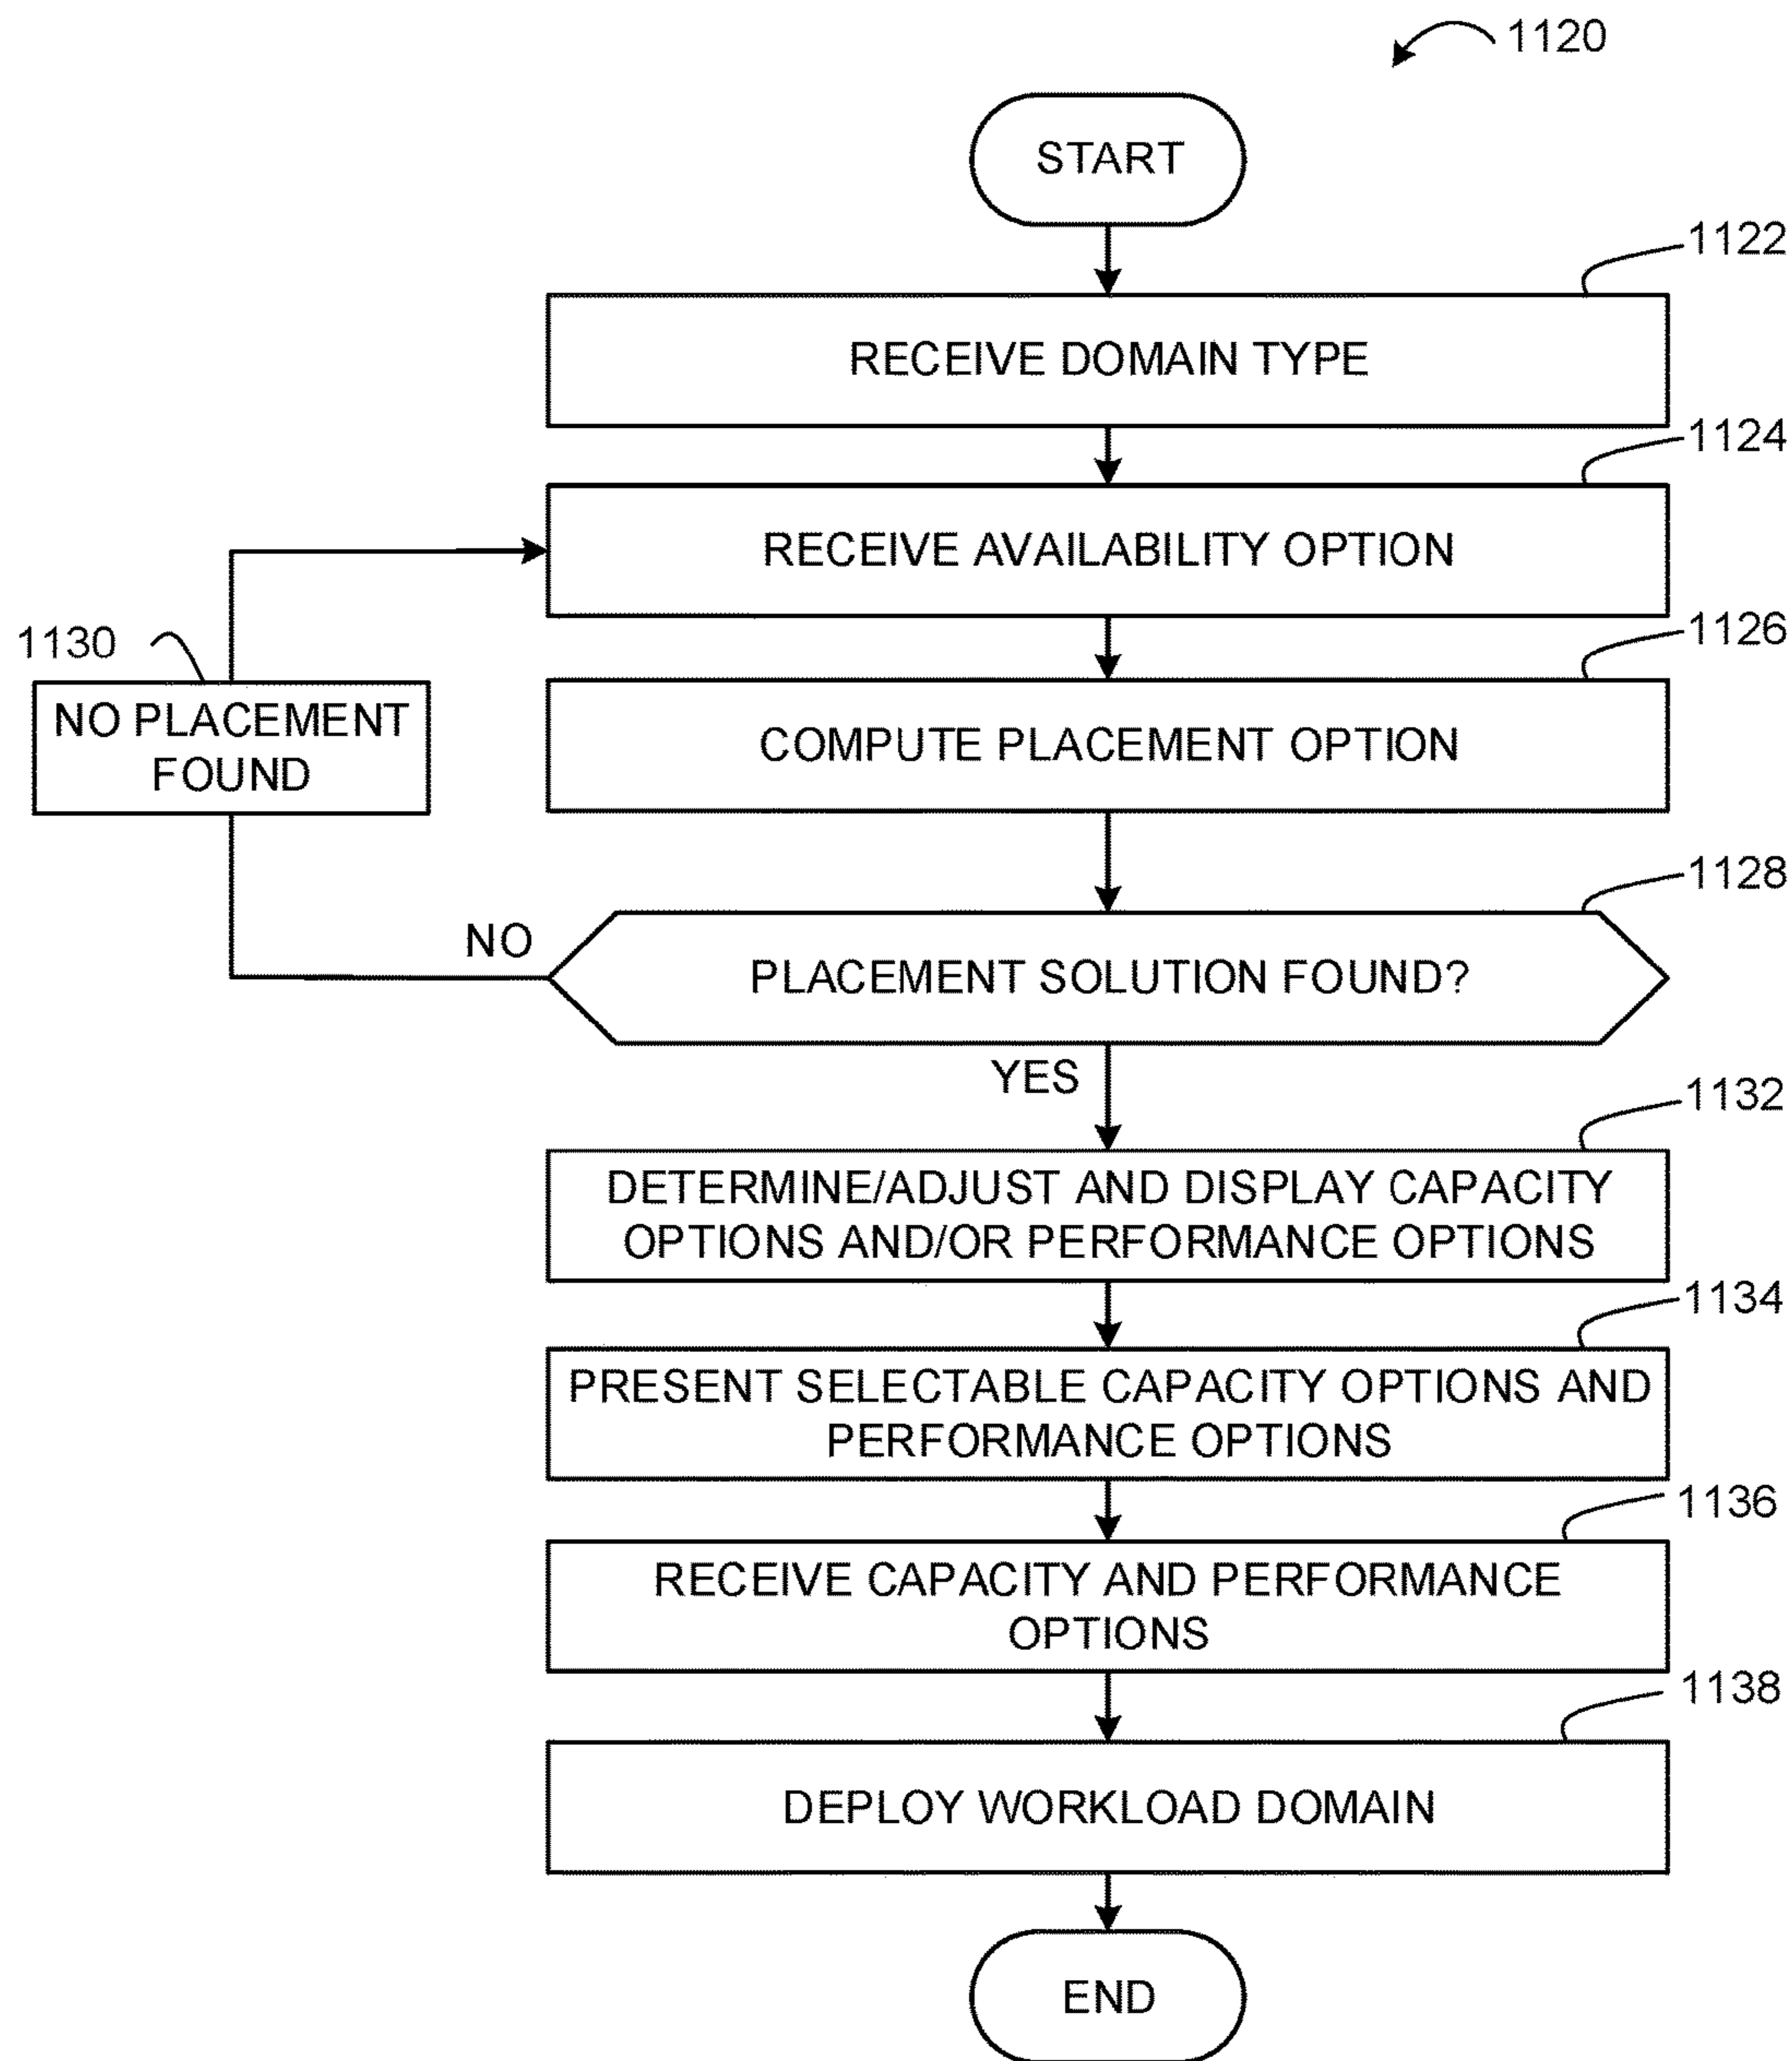 1120
START
1122
RECEIVE DOMAIN TYPE
1124
RECEIVE AVAILABILITY OPTION
1130
NO PLACEMENT
FOUND
1126
COMPUTE PLACEMENT OPTION
1128
NO
PLACEMENT SOLUTION FOUND?
YES
1132
DETERMINE/ADJUST AND DISPLAY CAPACITY
OPTIONS AND/OR PERFORMANCE OPTIONS
1134
PRESENT SELECTABLE CAPACITY OPTIONS AND
PERFORMANCE OPTIONS
1136
RECEIVE CAPACITY AND PERFORMANCE
OPTIONS
1138
DEPLOY WORKLOAD DOMAIN
END